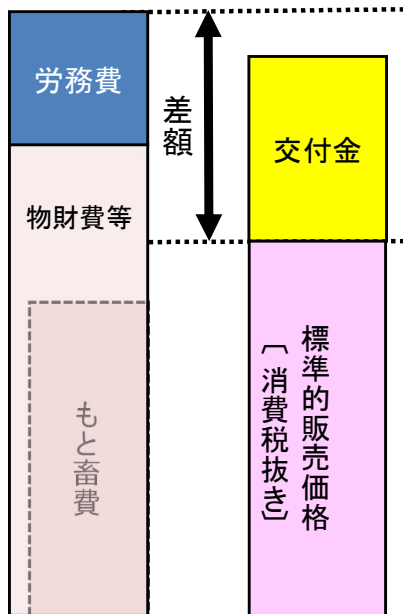 労務費
差額
交付金
物財費等
標準的販売価格
〔消費税抜き〕
もと畜費